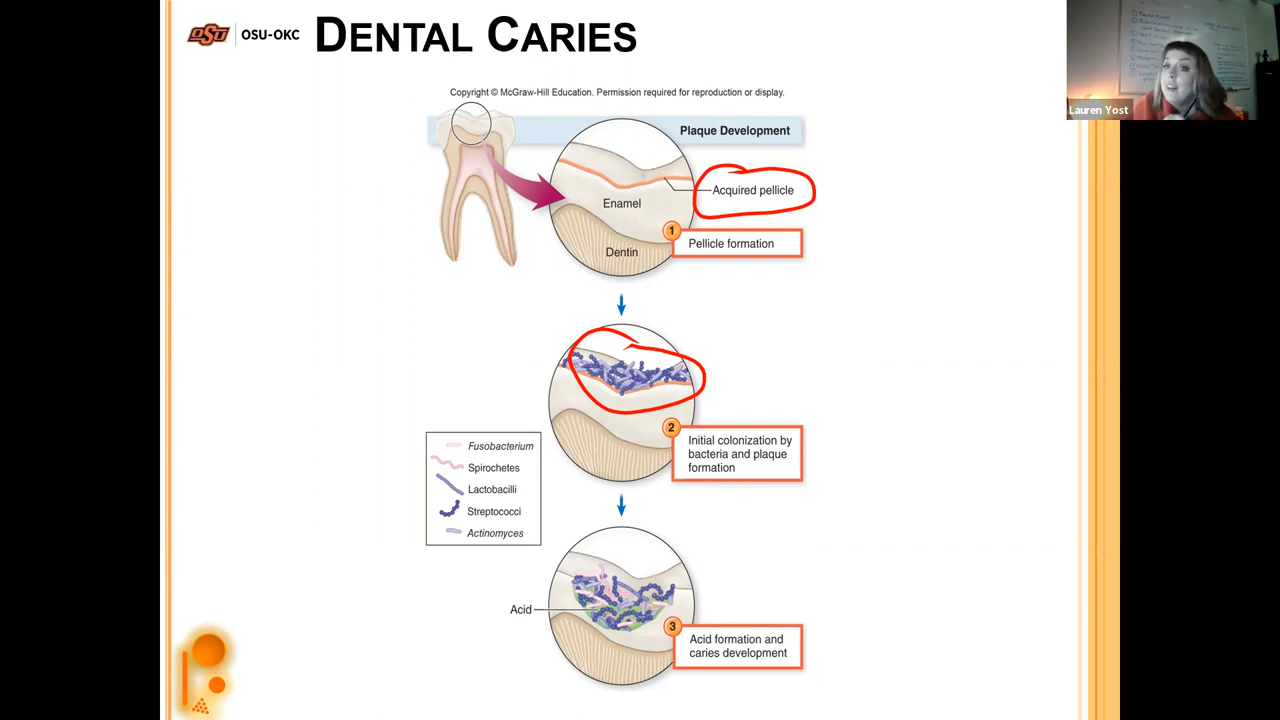 OSU
OSU-OKC
DENTAL CARIES
Lauren Yost
Copyright © McGraw-Hill Education. Permission required for reproduction or display.
Plaque Development
Acquired pellicle
Enamel
1
Pellicle formation
Dentin
2
Initial colonization by
bacteria and plaque
formation
Fusobacterium
Spirochetes
Lactobacilli
Streptococci
Actinomyces
Acid
3
Acid formation and
caries development